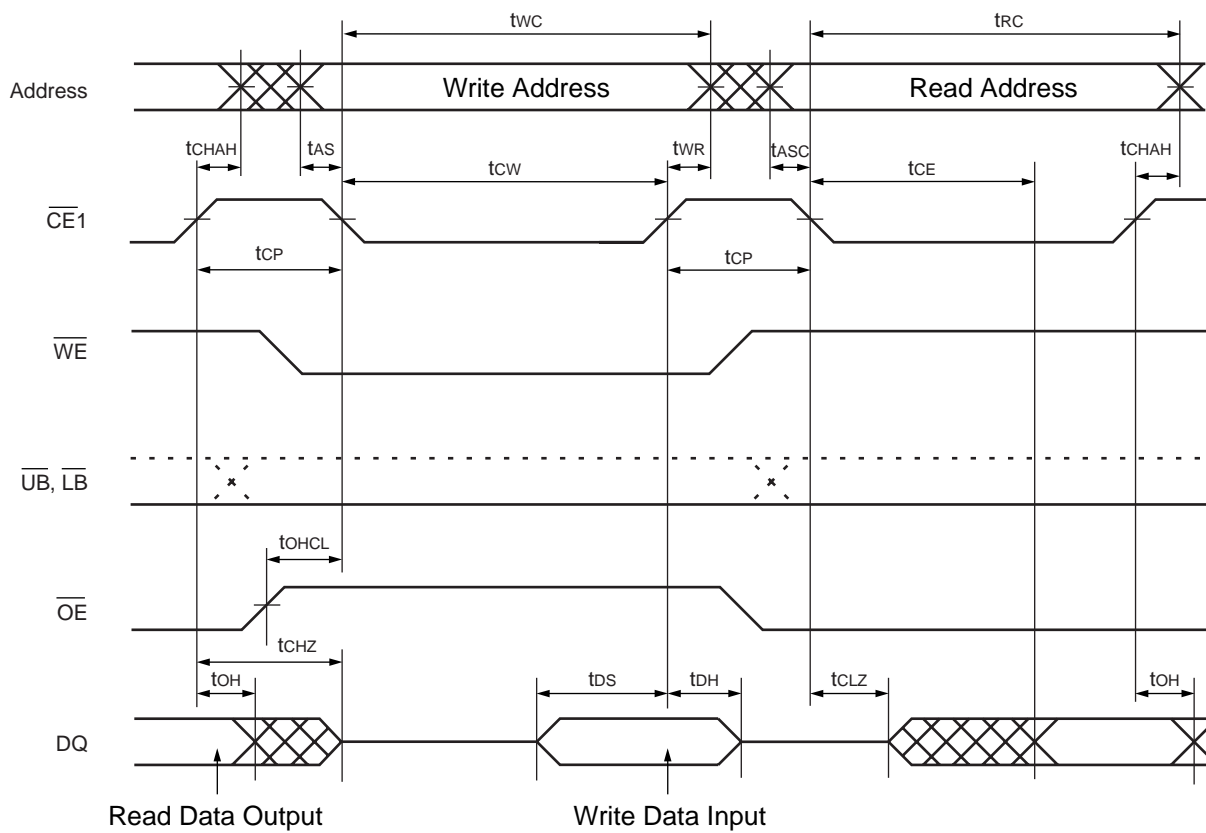 tWC tRC
Address Write Address Read Address
tCHAH tAS tWR tASC tCHAH
tCW tCE
CE1
tCP tCP
WE
UB, LB
tOHCL
OE
tCHZ
tOH tDS tDH tCLZ tOH
DQ
Read Data Output Write Data Input